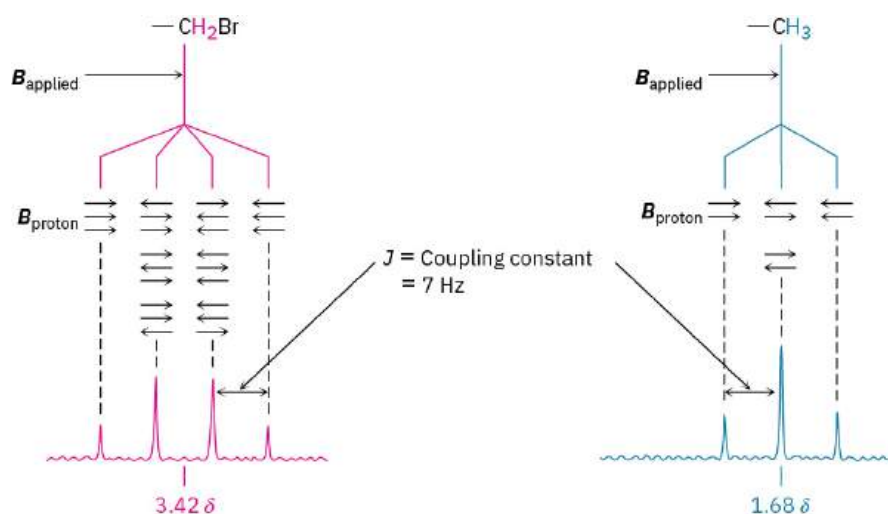 —CH₂Br
—CH₃
Bapplied
Bapplied
Bproton
Bproton
J = Coupling constant
= 7 Hz
3.42 δ
1.68 δ